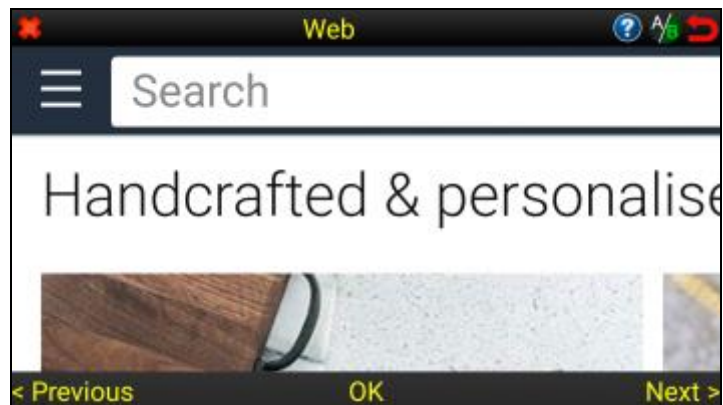 Web ? A/B
Search
Handcrafted & personalise
< Previous OK Next >